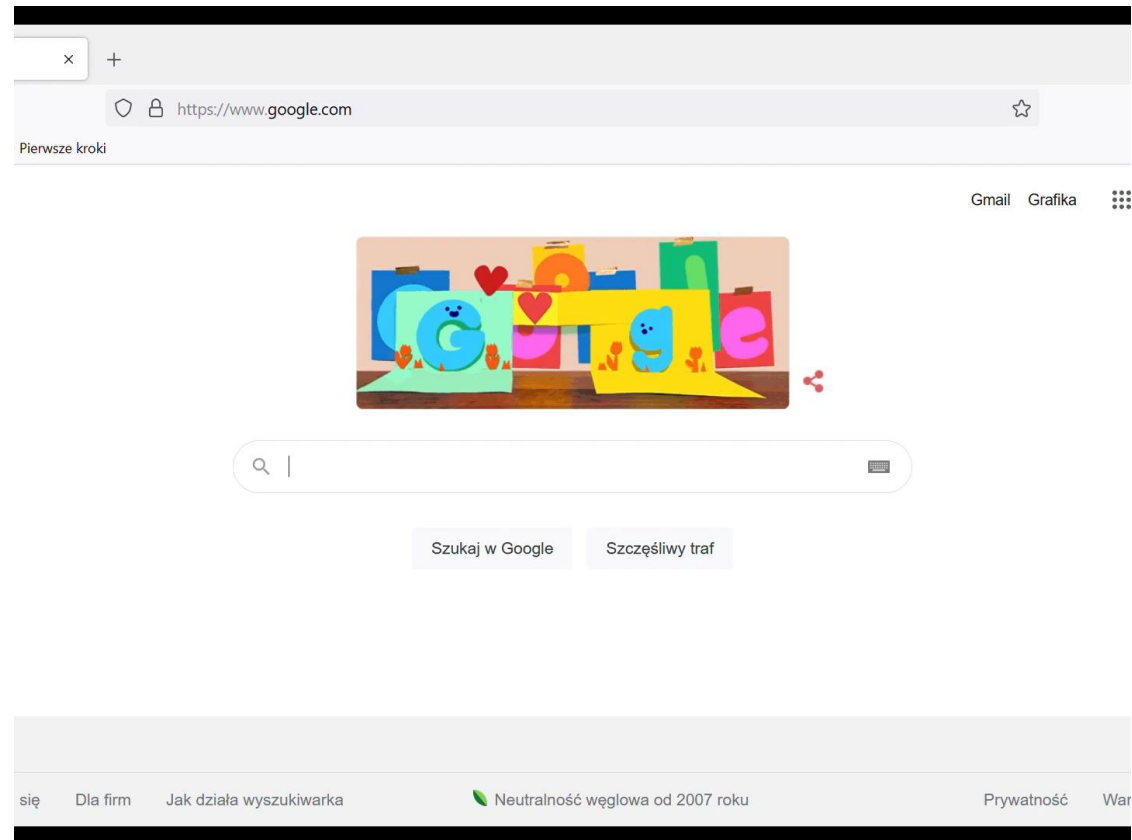 https://www.google.com
Pierwsze kroki
Gmail Grafika
Google
Szukaj w Google Szczęśliwy traf
się Dla firm Jak działa wyszukiwarka Neutralność węglowa od 2007 roku Prywatność War